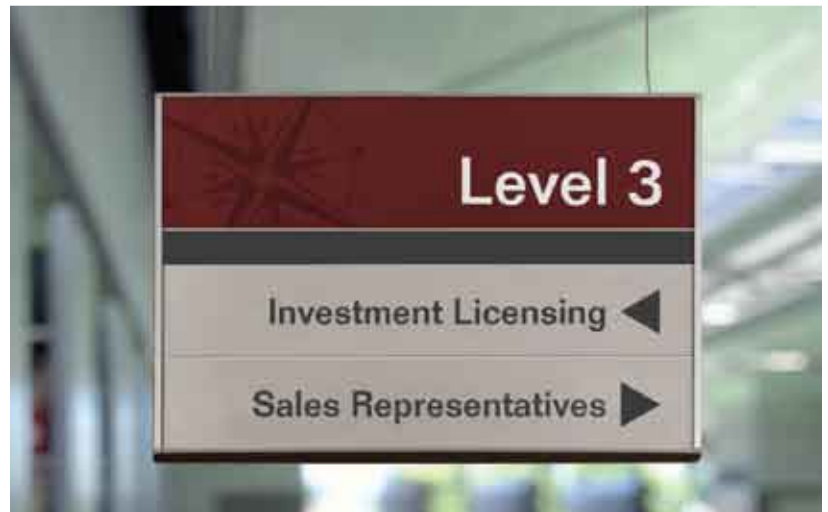 Level 3
Investment Licensing ◀
Sales Representatives ▶